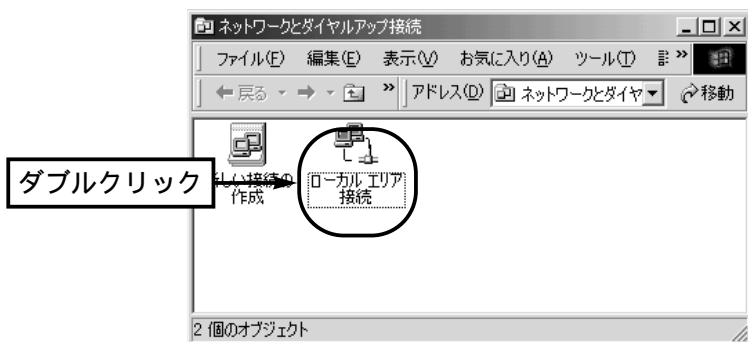 ネットワークとダイヤルアップ接続
ファイル(F) 編集(E) 表示(V) お気に入り(A) ツール(T) »
戻る » アドレス(D) ネットワークとダイヤ 移動
ダブルクリック
しい接続の
作成
ローカル エリア
接続
2 個のオブジェクト